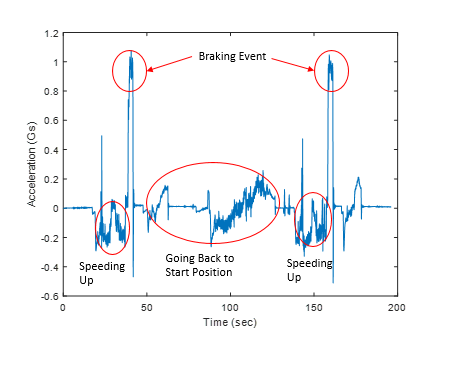 1.2
1
0.8
0.6
0.4
0.2
0
-0.2
-0.4
-0.6
0
50
100
150
200
Acceleration (Gs)
Time (sec)
Braking Event
Speeding
Up
Going Back to
Start Position
Speeding
Up